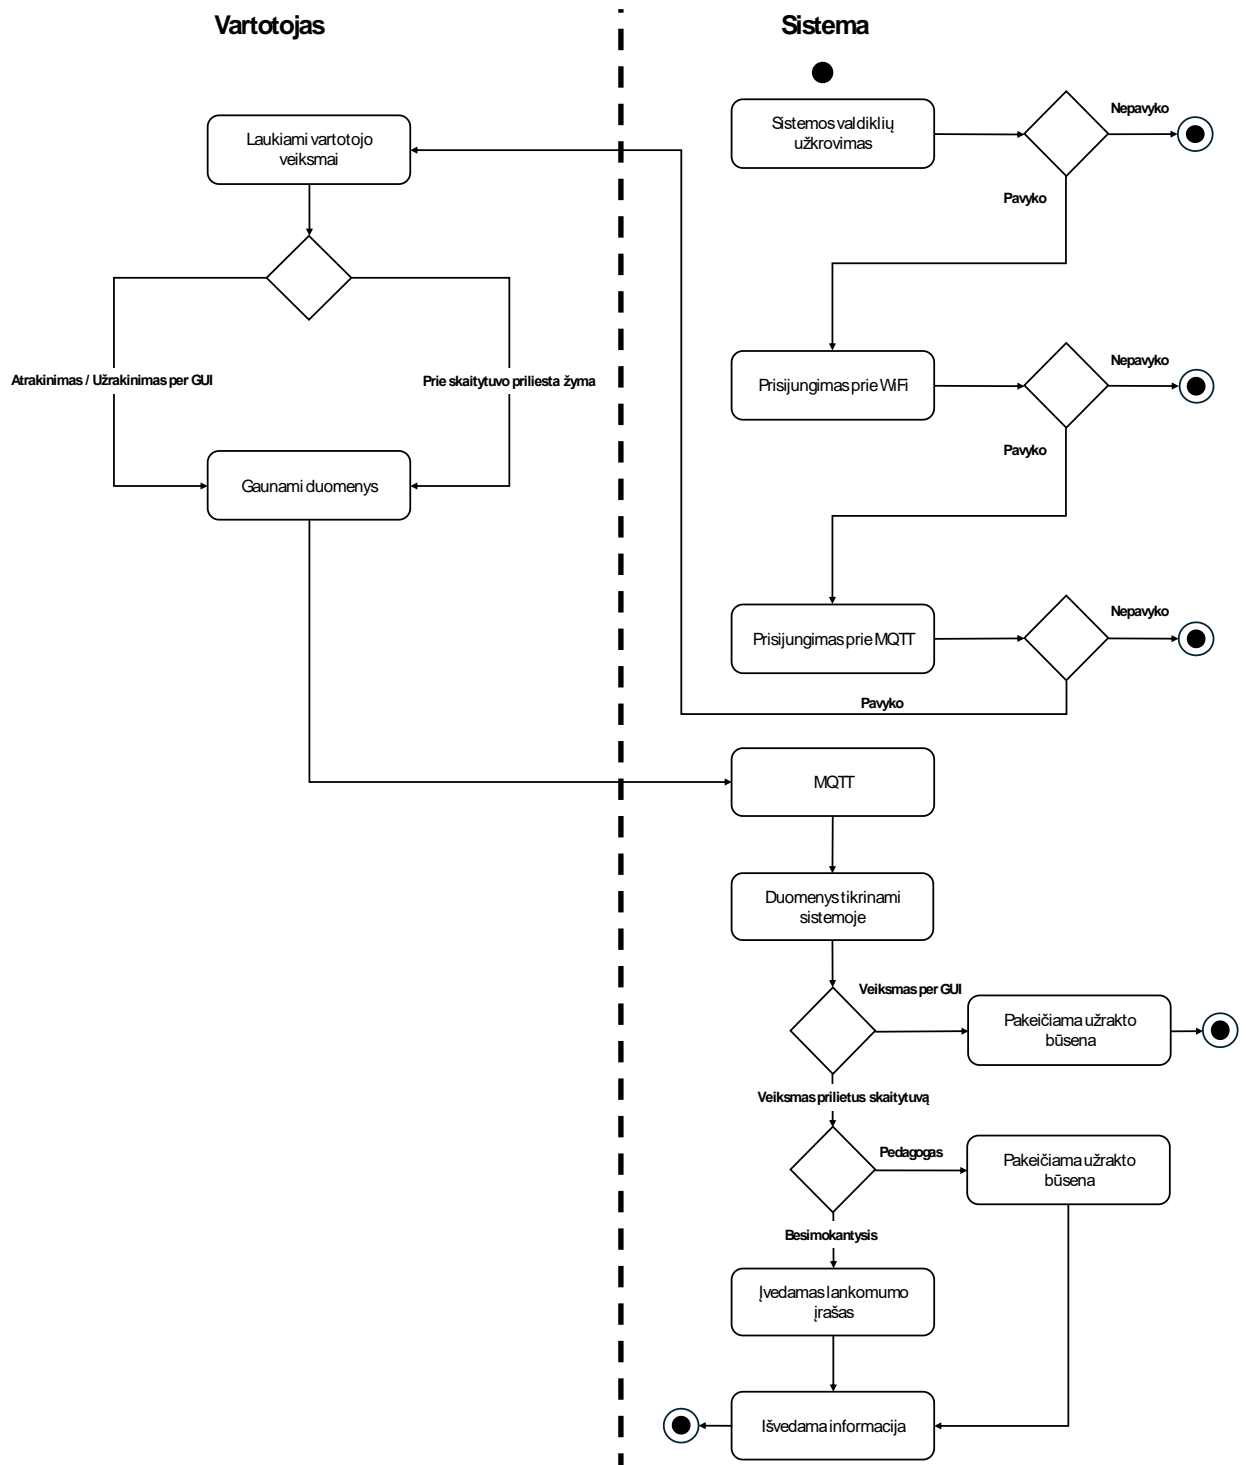 Vartotojas
Sistema
Laukiami vartotojo
veiksmai
Atrakinimas / Užrakinimas per GUI
Prie skaitytuvo priliesta žyma
Gaunami duomenys
Sistemos valdiklių
užkrovimas
Nepavyko
Pavyko
Prisijungimas prie WiFi
Nepavyko
Pavyko
Prisijungimas prie MQTT
Nepavyko
Pavyko
MQTT
Duomenys tikrinami
sistemoje
Veiksmas per GUI
Pakeičiama užrakto
būsena
Veiksmas prilietus skaitytuvą
Pedagogas
Pakeičiama užrakto
būsena
Besimokantysis
Įvedamas lankomumo
įrašas
Išvedama informacija